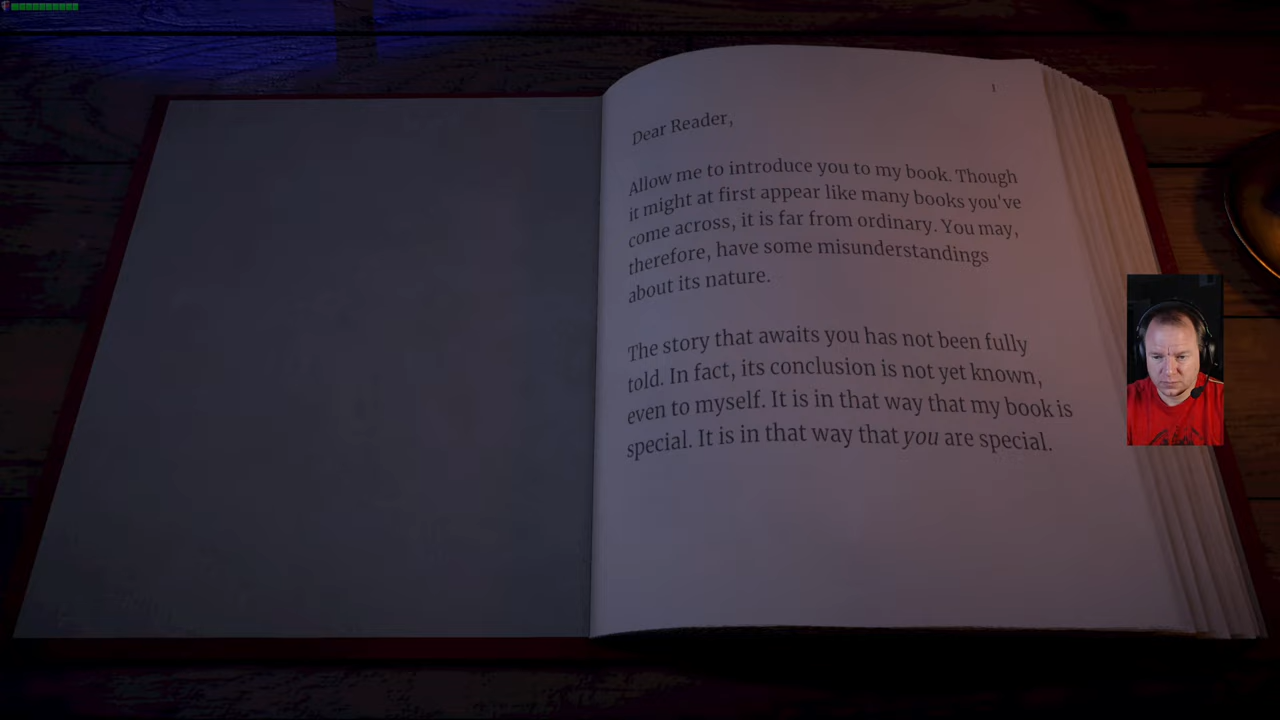 1
Dear Reader,
Allow me to introduce you to my book. Though
it might at first appear like many books you've
come across, it is far from ordinary. You may,
therefore, have some misunderstandings
about its nature.
The story that awaits you has not been fully
told. In fact, its conclusion is not yet known,
even to myself. It is in that way that my book is
special. It is in that way that you are special.